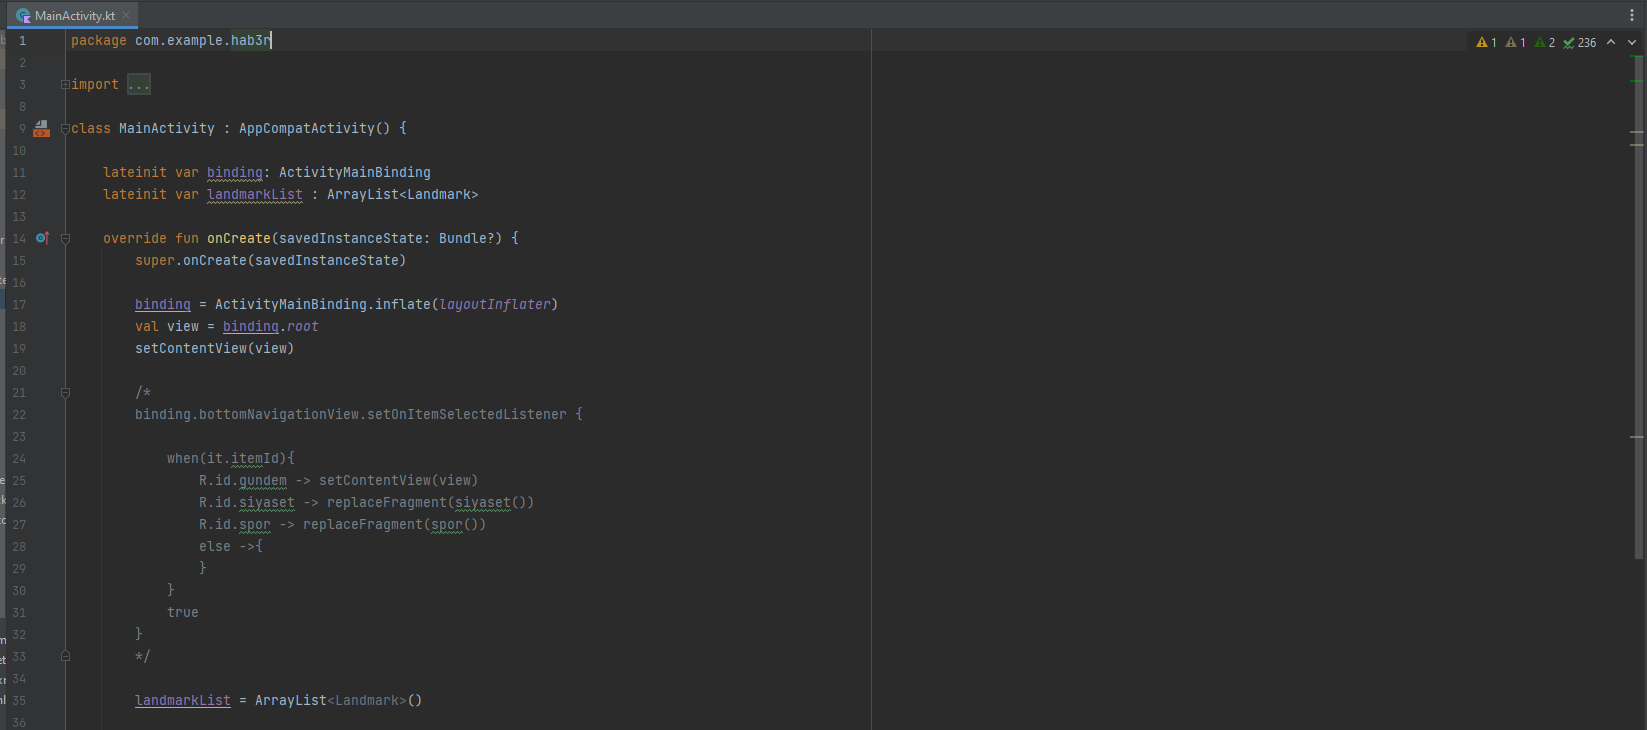 MainActivity.kt
1 package com.example.hab3r
1 1 2 236
2
3 import ...
8
9 class MainActivity : AppCompatActivity() {
10
11 lateinit var binding: ActivityMainBinding
12 lateinit var landmarkList : ArrayList<Landmark>
13
14 override fun onCreate(savedInstanceState: Bundle?) {
15 super.onCreate(savedInstanceState)
16
17 binding = ActivityMainBinding.inflate(layoutInflater)
18 val view = binding.root
19 setContentView(view)
20
21 /*
22 binding.bottomNavigationView.setOnItemSelectedListener {
23
24 when(it.itemId){
25 R.id.gundem -> setContentView(view)
26 R.id.siyaset -> replaceFragment(siyaset())
27 R.id.spor -> replaceFragment(spor())
28 else ->{
29 }
30 }
31 true
32 }
33 */
34
35 landmarkList = ArrayList<Landmark>()
36